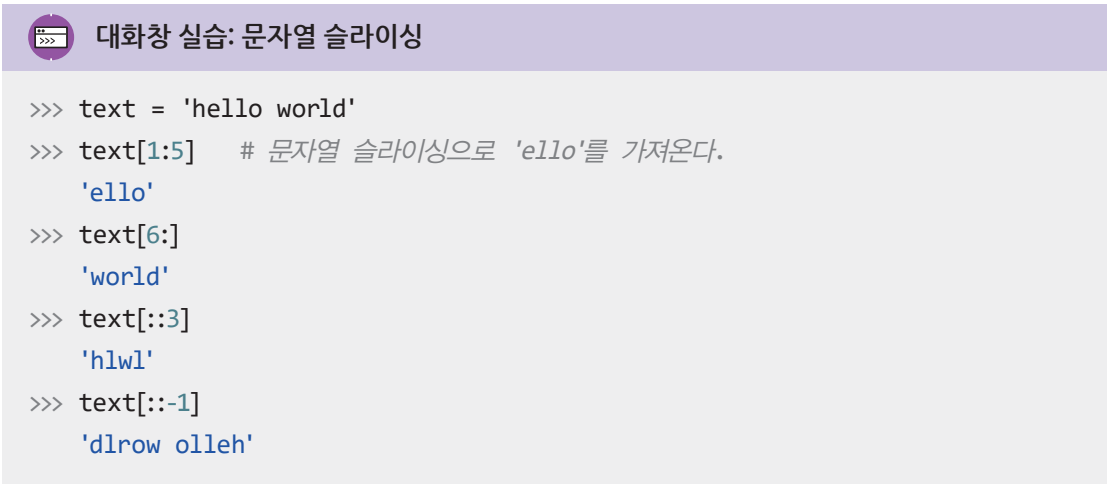 >>>
대화창 실습: 문자열 슬라이싱
>>> text = 'hello world'
>>> text[1:5]   # 문자열 슬라이싱으로 'ello'를 가져온다.
'ello'
>>> text[6:]
'world'
>>> text[::3]
'hlwl'
>>> text[::-1]
'dlrow olleh'